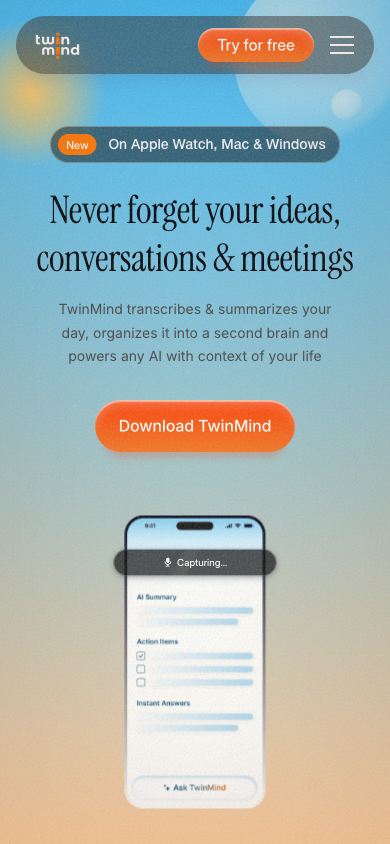 twin
mind
Try for free
New On Apple Watch, Mac & Windows
Never forget your ideas,
conversations & meetings
TwinMind transcribes & summarizes your
day, organizes it into a second brain and
powers any AI with context of your life
Download TwinMind
9:41
Capturing...
AI Summary
Action Items
Instant Answers
Ask TwinMind